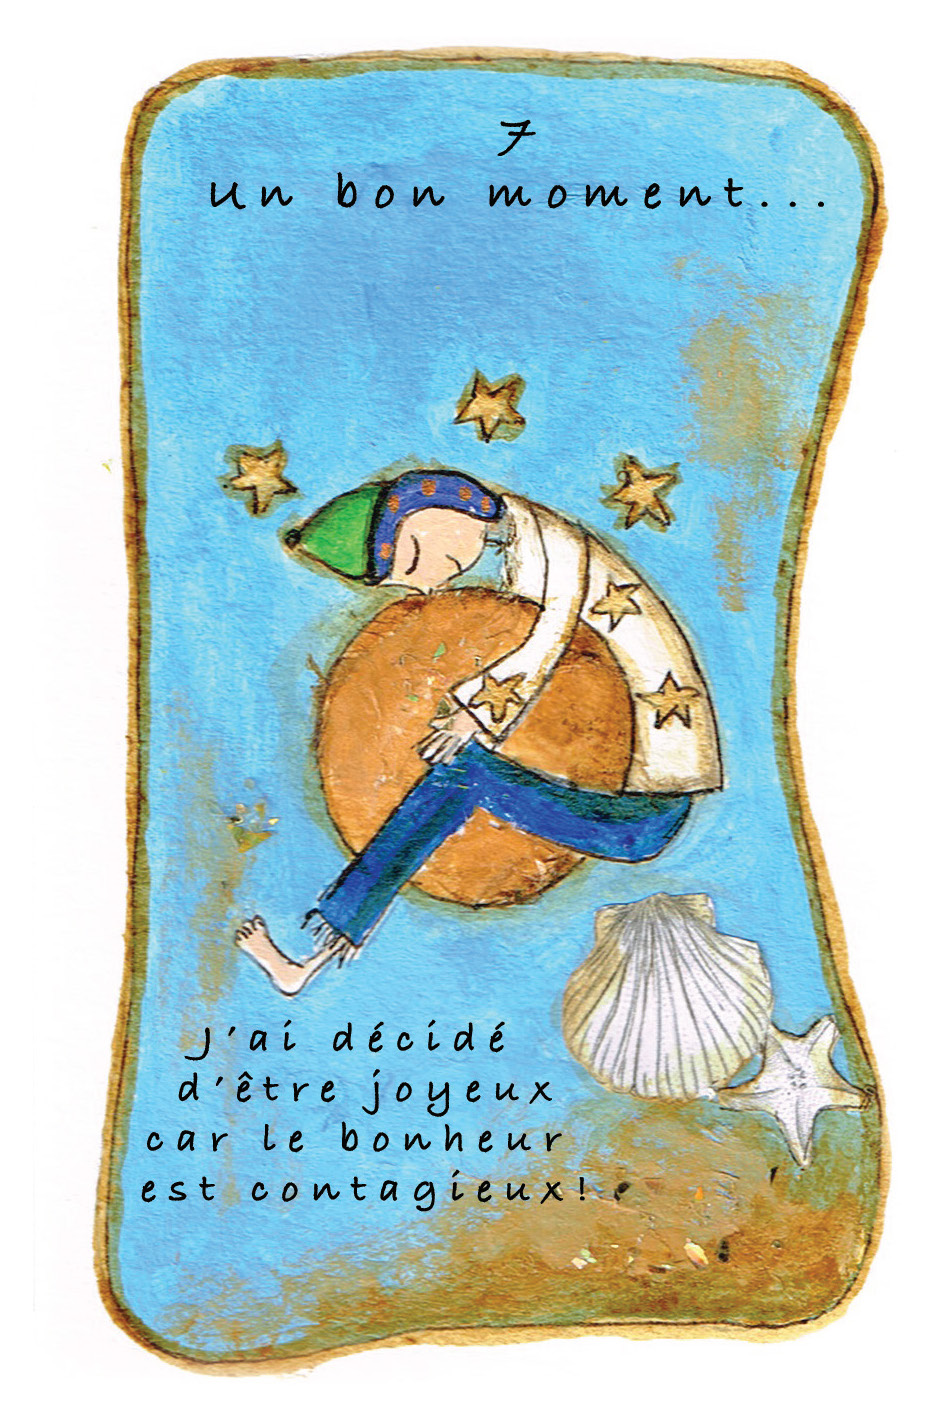 7
Un bon moment...
J'ai décidé
d'être joyeux
car le bonheur
est contagieux!